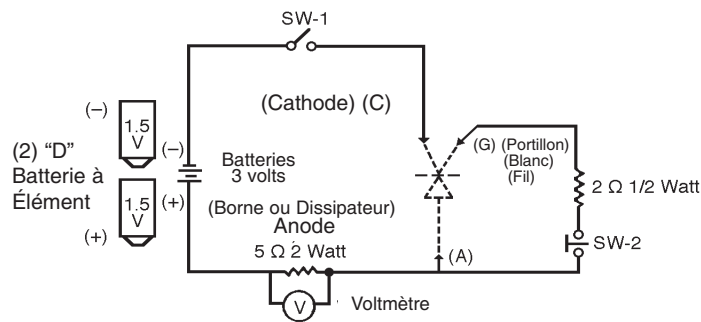 SW-1
(Cathode) (C)
(–)
1.5
V
(2) “D”
Batterie à
Élément
(–)
Batteries
3 volts
1.5
V
(+)
(+)
(G) (Portillon)
(Blanc)
(Fil)
2 Ω 1/2 Watt
SW-2
(Borne ou Dissipateur)
Anode
5 Ω 2 Watt
(A)
V
Voltmètre